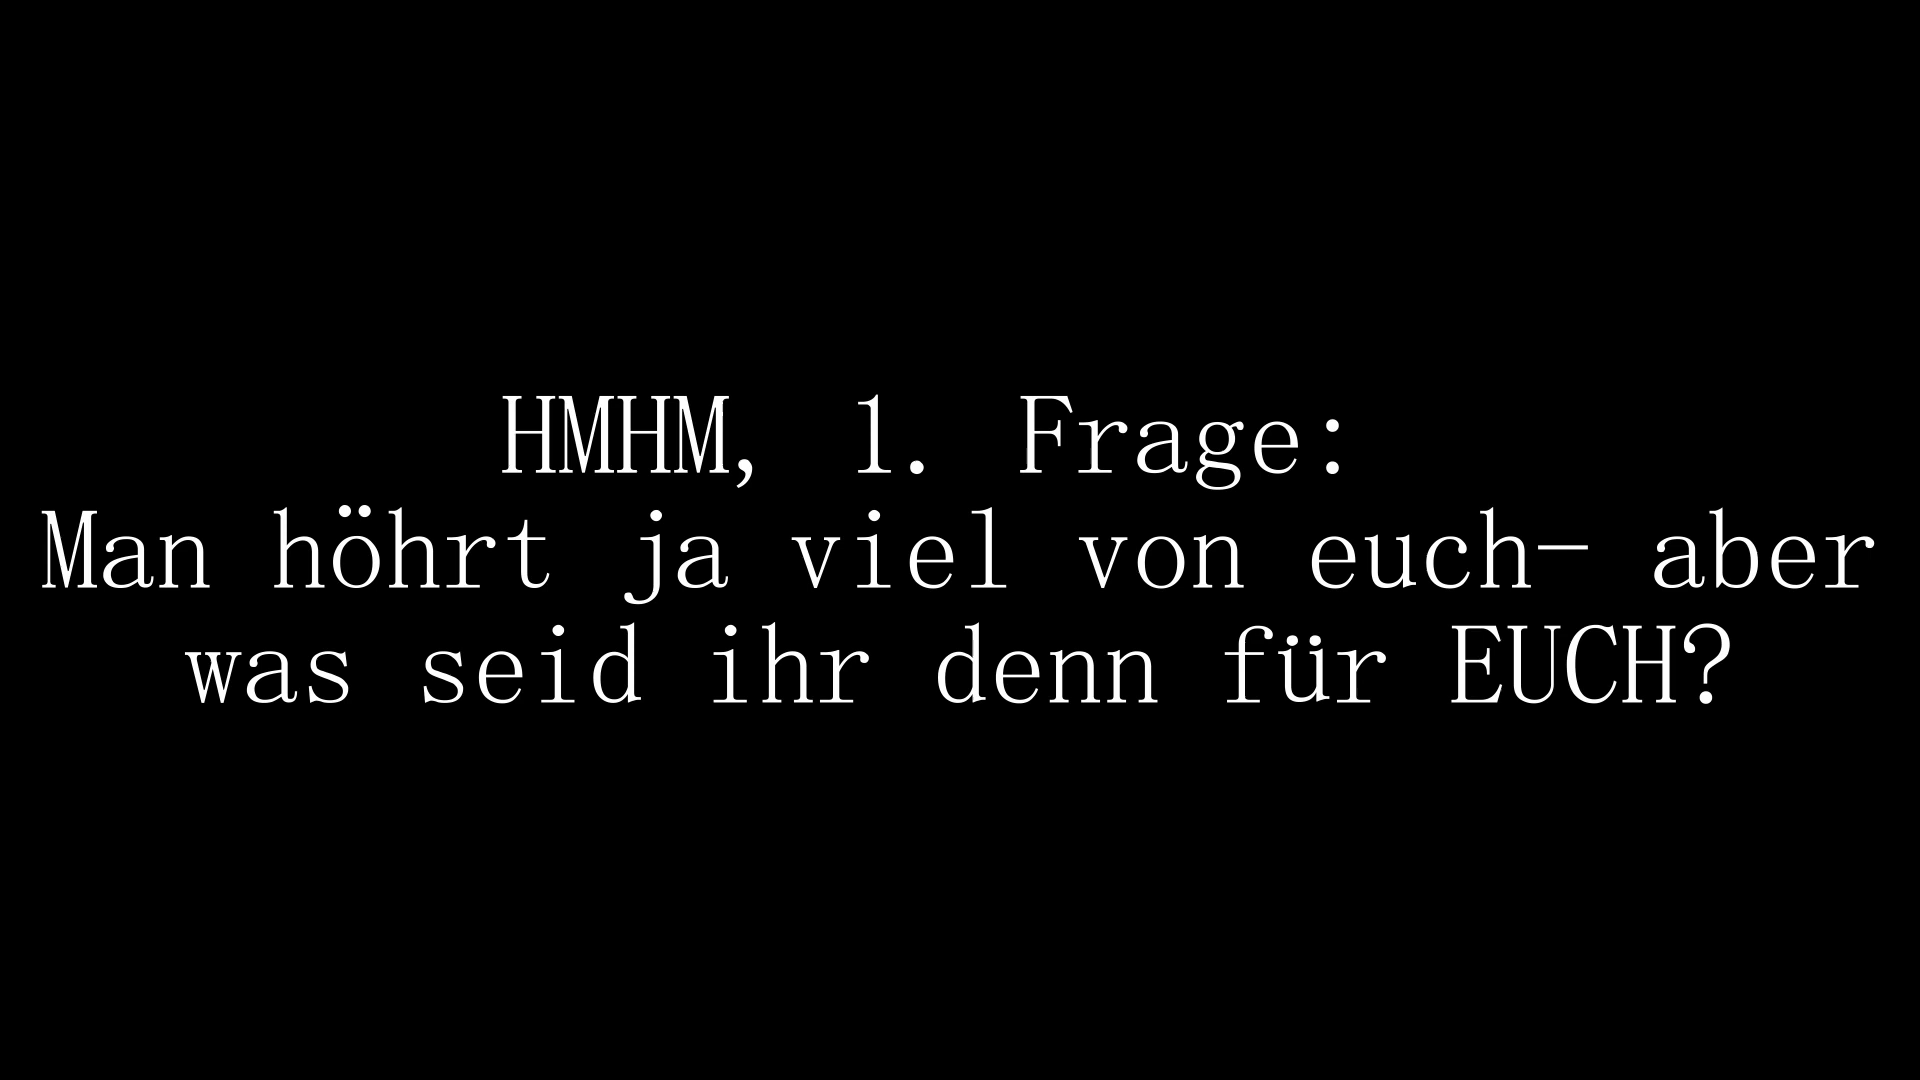 HMHM, 1. Frage:
Man höhrt ja viel von euch- aber
was seid ihr denn für EUCH?